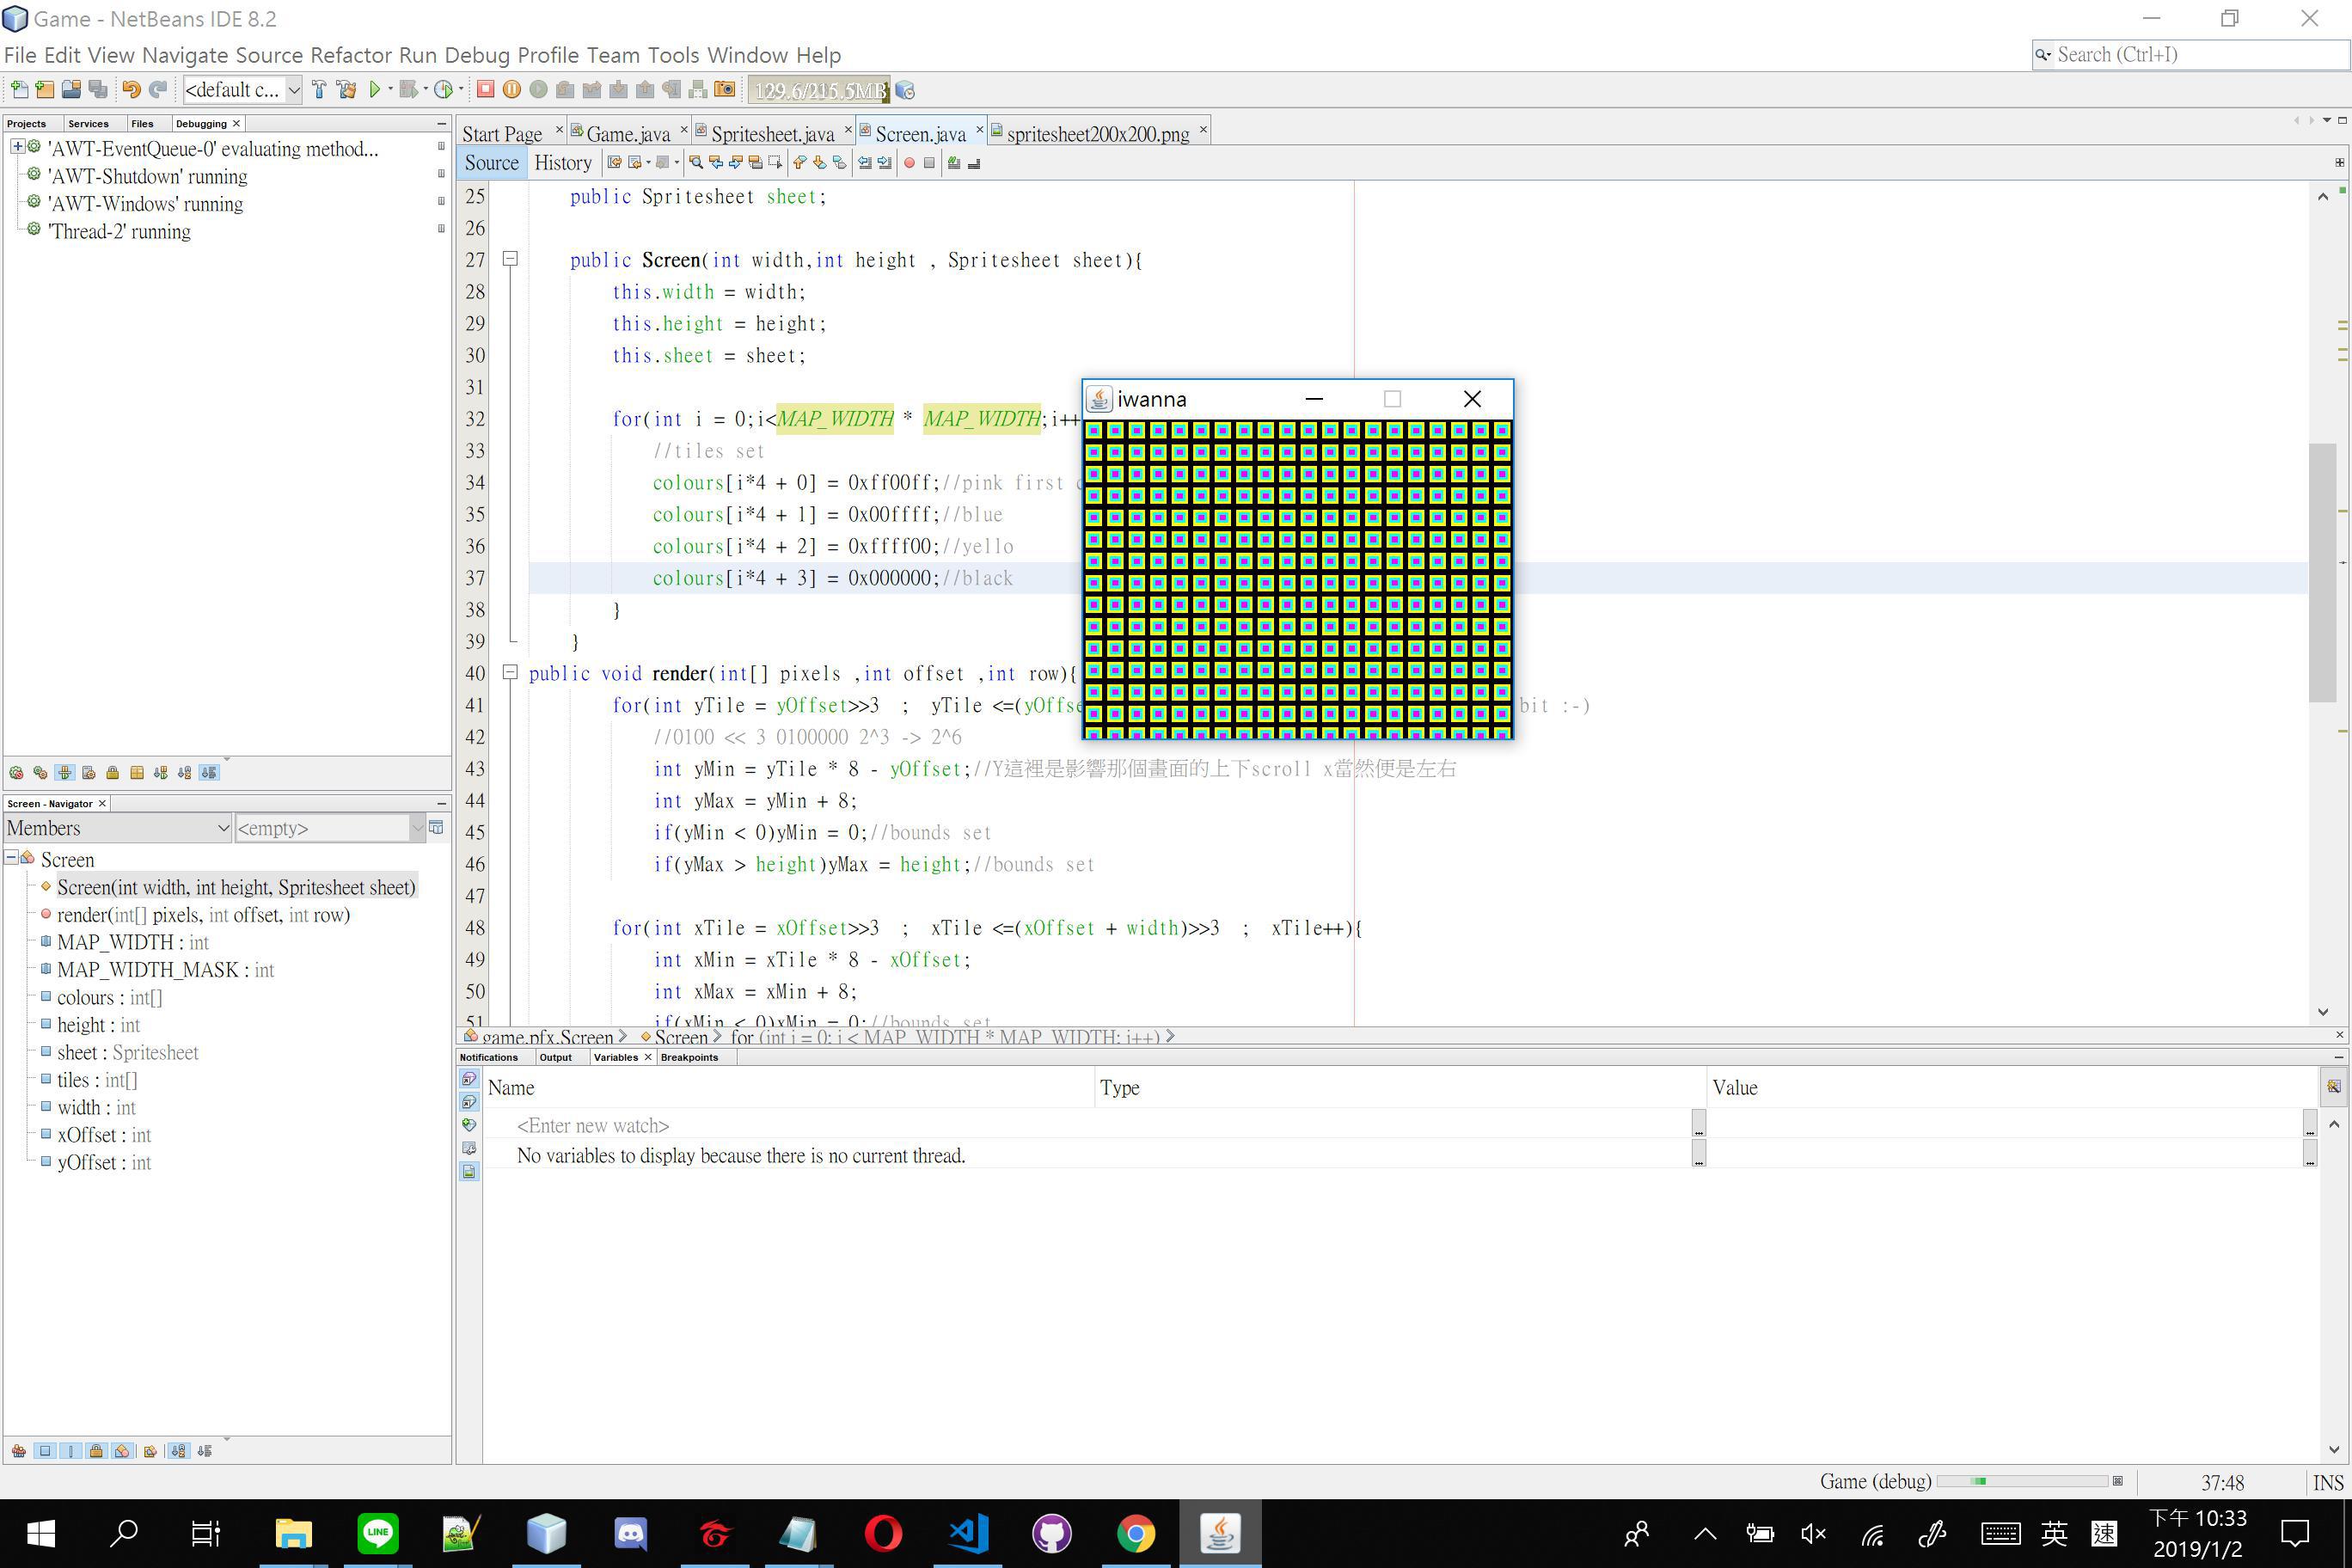 Game - NetBeans IDE 8.2
File Edit View Navigate Source Refactor Run Debug Profile Team Tools Window Help
Search (Ctrl+I)
<default c...
129.6/215.5MB
Projects Services Files Debugging
'AWT-EventQueue-0' evaluating method...
'AWT-Shutdown' running
'AWT-Windows' running
'Thread-2' running
Start Page Game.java Spritesheet.java Screen.java spritesheet200x200.png
Source History
25 public Spritesheet sheet;
26
27 public Screen(int width,int height , Spritesheet sheet){
28 this.width = width;
29 this.height = height;
30 this.sheet = sheet;
31
32 for(int i = 0;i<MAP_WIDTH * MAP_WIDTH;i++
33 //tiles set
34 colours[i*4 + 0] = 0xff00ff;//pink first
35 colours[i*4 + 1] = 0x00ffff;//blue
36 colours[i*4 + 2] = 0xffff00;//yello
37 colours[i*4 + 3] = 0x000000;//black
38 }
39 }
40 public void render(int[] pixels ,int offset ,int row){
41 for(int yTile = yOffset>>3 ; yTile <=(yOffse bit :-)
42 //0100 << 3 0100000 2^3 -> 2^6
43 int yMin = yTile * 8 - yOffset;//Y這裡是影響那個畫面的上下scroll x當然便是左右
44 int yMax = yMin + 8;
45 if(yMin < 0)yMin = 0;//bounds set
46 if(yMax > height)yMax = height;//bounds set
47
48 for(int xTile = xOffset>>3 ; xTile <=(xOffset + width)>>3 ; xTile++){
49 int xMin = xTile * 8 - xOffset;
50 int xMax = xMin + 8;
51 if(xMin < 0)xMin = 0;//bounds set
iwanna
game.pfx.Screen Screen for (int i = 0; i < MAP_WIDTH * MAP_WIDTH; i++)
Screen - Navigator
Members <empty>
Screen
Screen(int width, int height, Spritesheet sheet)
render(int[] pixels, int offset, int row)
MAP_WIDTH : int
MAP_WIDTH_MASK : int
colours : int[]
height : int
sheet : Spritesheet
tiles : int[]
width : int
xOffset : int
yOffset : int
Notifications Output Variables Breakpoints
Name Type Value
<Enter new watch>
No variables to display because there is no current thread.
Game (debug) 37:48 INS
LINE
英 速
下午 10:33
2019/1/2